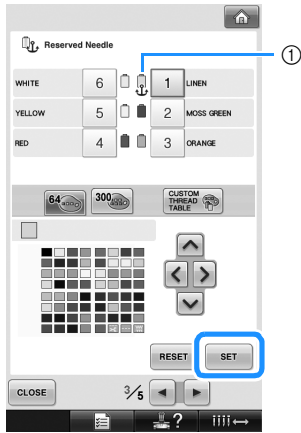 Reserved Needle
①
WHITE 6 1 LINEN
YELLOW 5 2 MOSS GREEN
RED 4 3 ORANGE
64 300 CUSTOM
THREAD
TABLE
RESET SET
CLOSE 3/5
?